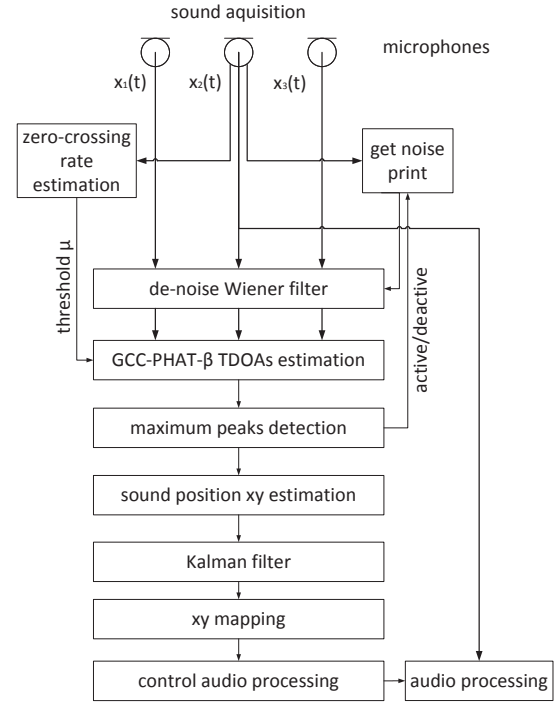 sound aquisition
microphones
x₁(t)
x₂(t)
x₃(t)
zero-crossing
rate
estimation
get noise
print
threshold μ
active/deactive
de-noise Wiener filter
GCC-PHAT-β TDOAs estimation
maximum peaks detection
sound position xy estimation
Kalman filter
xy mapping
control audio processing
audio processing